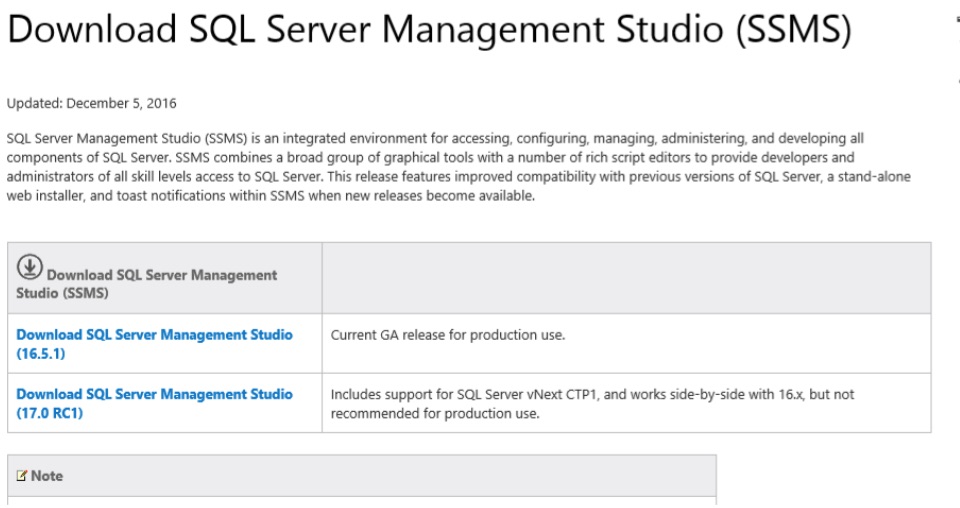 Download SQL Server Management Studio (SSMS)
Updated: December 5, 2016
SQL Server Management Studio (SSMS) is an integrated environment for accessing, configuring, managing, administering, and developing all
components of SQL Server. SSMS combines a broad group of graphical tools with a number of rich script editors to provide developers and
administrators of all skill levels access to SQL Server. This release features improved compatibility with previous versions of SQL Server, a stand-alone
web installer, and toast notifications within SSMS when new releases become available.
Download SQL Server Management
Studio (SSMS)
Download SQL Server Management Studio
(16.5.1)
Current GA release for production use.
Download SQL Server Management Studio
(17.0 RC1)
Includes support for SQL Server vNext CTP1, and works side-by-side with 16.x, but not
recommended for production use.
Note